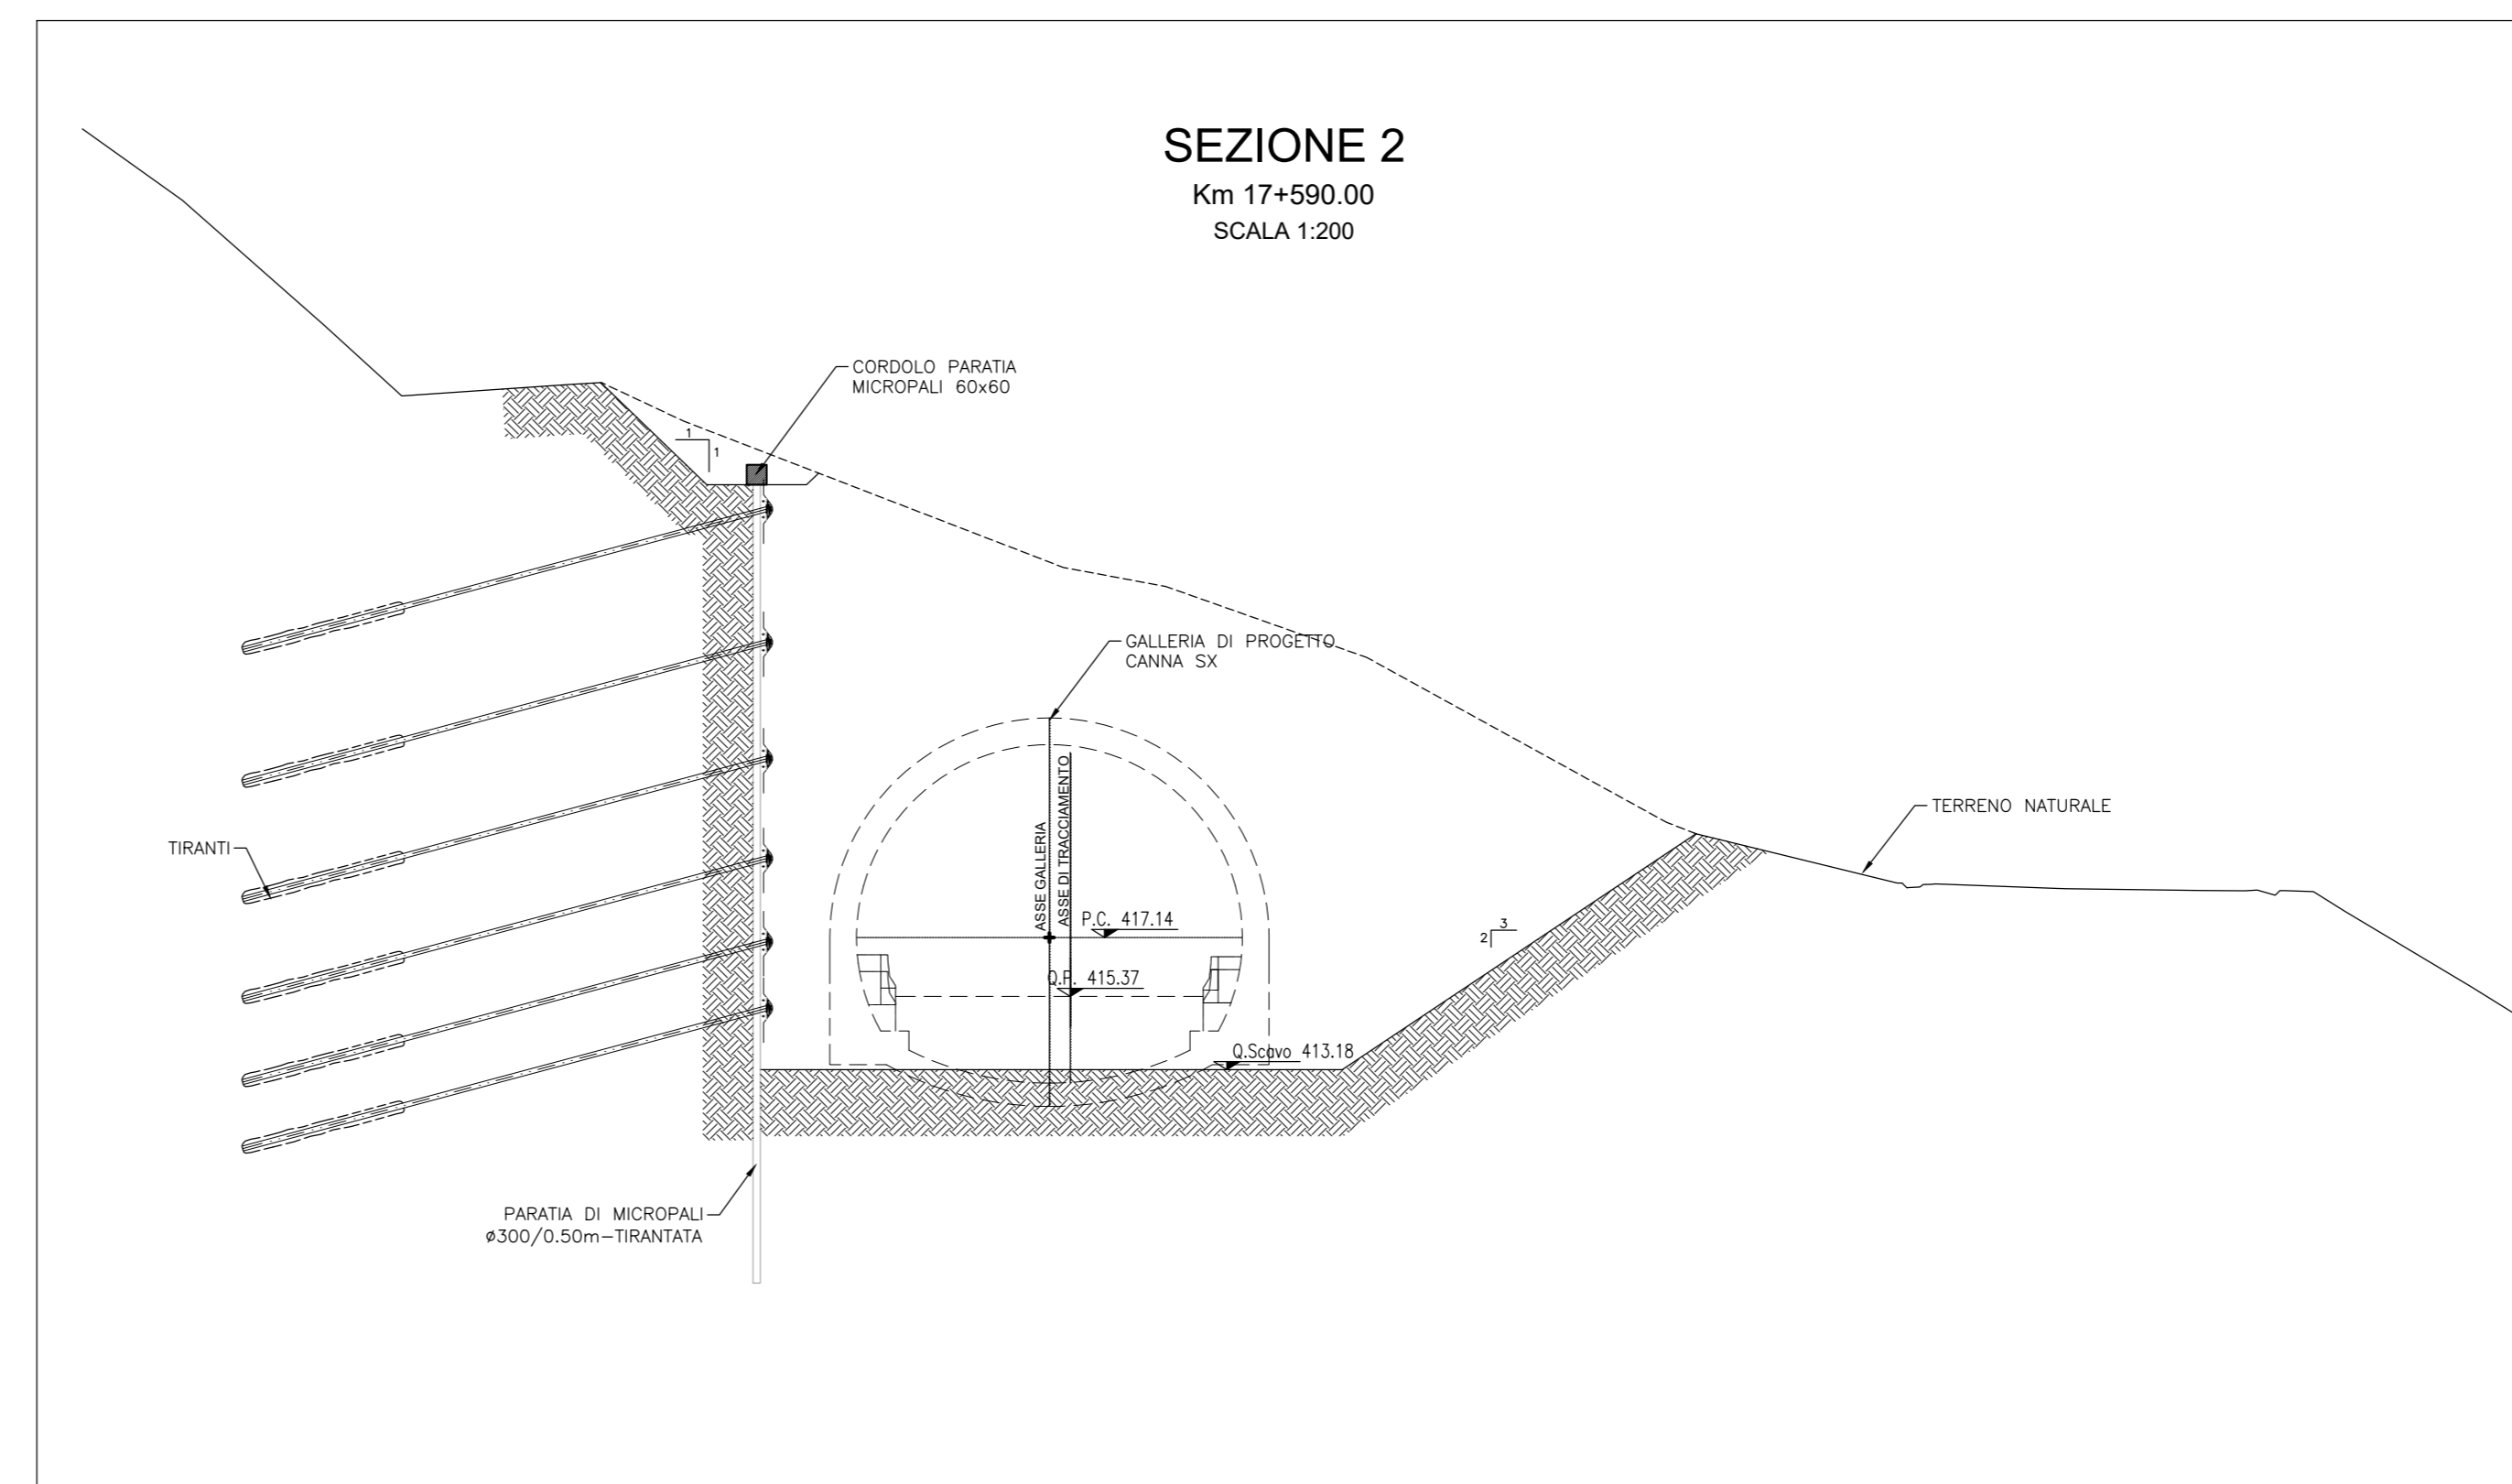 SEZIONE 2
Km 17+590.00
SCALA 1:200
CORDOLO PARATIA
MICROPALI 60x60
1
1
GALLERIA DI PROGETTO
CANNA SX
TERRENO NATURALE
TIRANTI
ASSE GALLERIA
ASSE DI TRACCIAMENTO
P.C. 417.14
3
2
Q.P. 415.37
Q.Scavo 413.18
PARATIA DI MICROPALI
ø300/0.50m-TIRANTATA